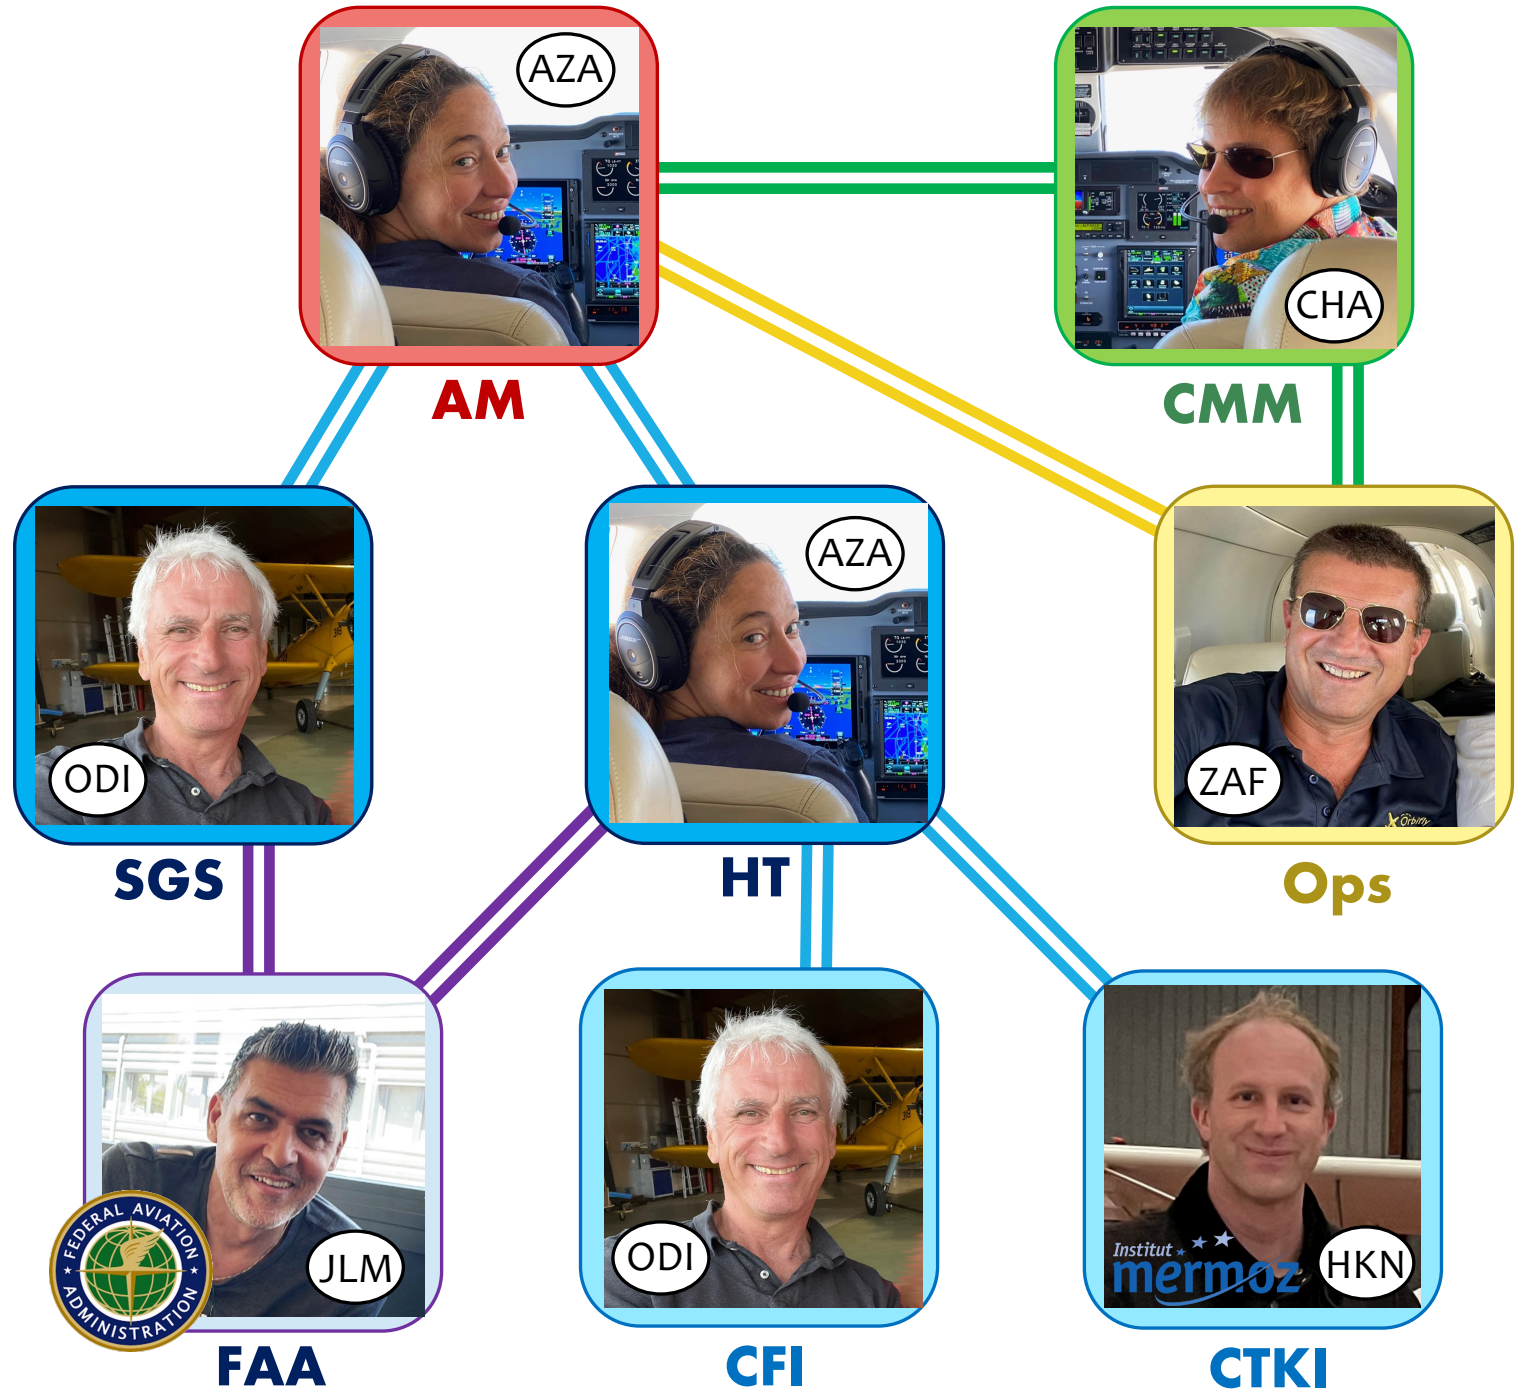 AZA
CHA
AM
CMM
AZA
ODI
ZAF
Orbifly
SGS
HT
Ops
FEDERAL AVIATION
ADMINISTRATION
JLM
ODI
Institut
mermoz
HKN
FAA
CFI
CTKI